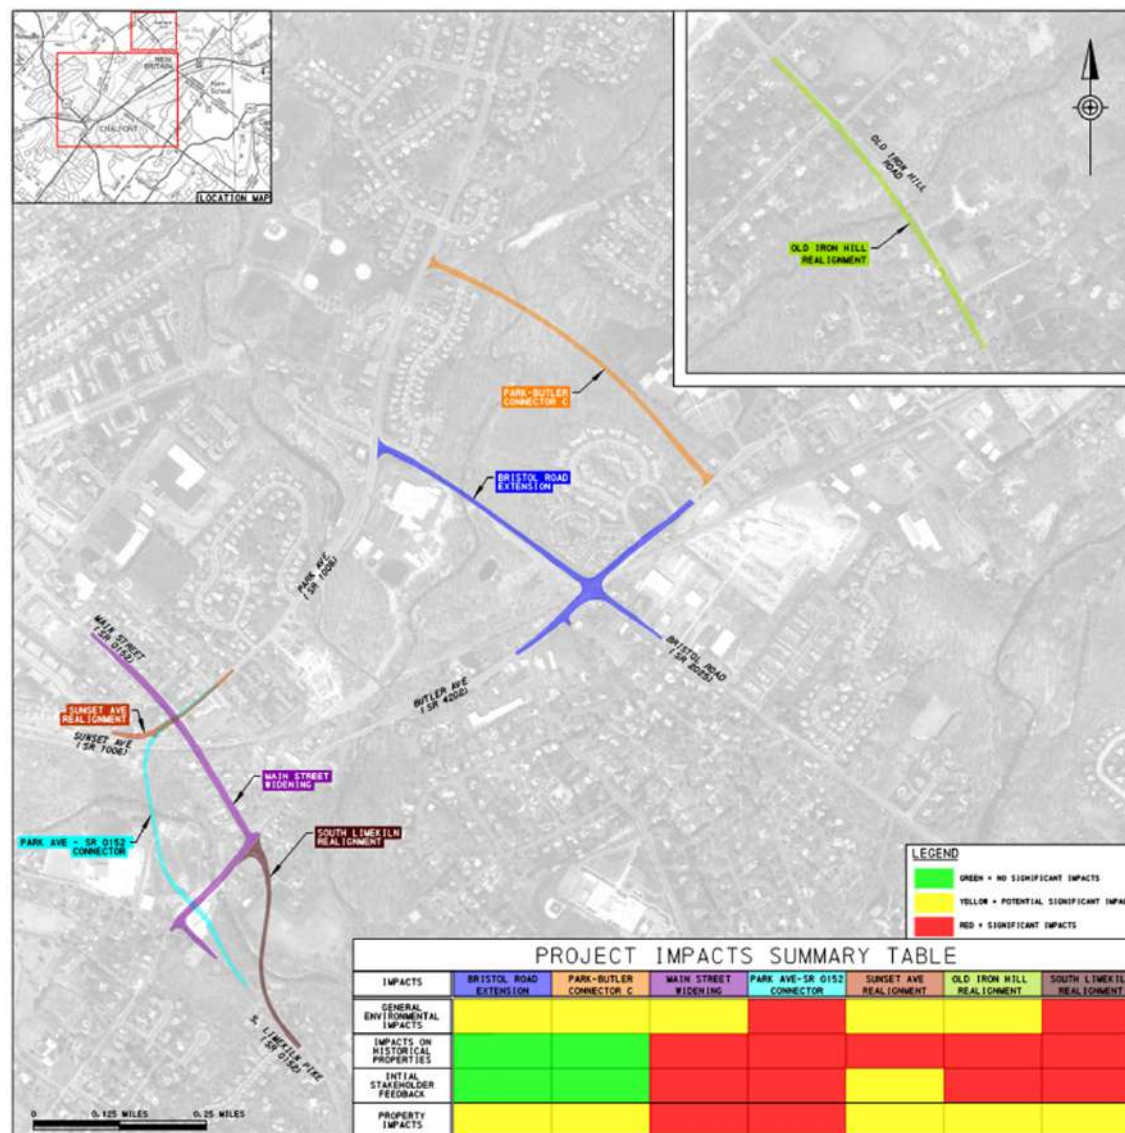 NEW
BRITAIN
CHALFONT
LOCATION MAP
OLD IRON HILL
ROAD
OLD IRON HILL
REALIGNMENT
PARK-BUTLER
CONNECTOR C
BRISTOL ROAD
EXTENSION
PARK AVE
(SR 1006)
MAIN STREET
(SR 0152)
BRISTOL ROAD
(SR 2025)
BUTLER AVE
(SR 4202)
SUNSET AVE
REALIGNMENT
SUNSET AVE
(SR 1006)
MAIN STREET
WIDENING
SOUTH LIMEKILN
REALIGNMENT
PARK AVE - SR 0152
CONNECTOR
S. LIMEKILN PIKE
(SR 0152)
0 0.125 MILES 0.25 MILES
LEGEND
GREEN = NO SIGNIFICANT IMPACTS
YELLOW = POTENTIAL SIGNIFICANT IMPAC
RED = SIGNIFICANT IMPACTS
PROJECT IMPACTS SUMMARY TABLE
IMPACTS
BRISTOL ROAD
EXTENSION
PARK-BUTLER
CONNECTOR C
MAIN STREET
WIDENING
PARK AVE-SR 0152
CONNECTOR
SUNSET AVE
REALIGNMENT
OLD IRON HILL
REALIGNMENT
SOUTH LIMEKIL
REALIGNMENT
GENERAL
ENVIRONMENTAL
IMPACTS
IMPACTS ON
HISTORICAL
PROPERTIES
INTIAL
STAKEHOLDER
FEEDBACK
PROPERTY
IMPACTS